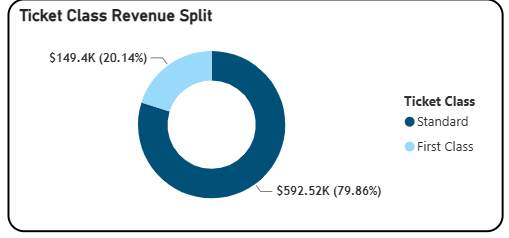 Ticket Class Revenue Split
$149.4K (20.14%)
Ticket Class
Standard
First Class
$592.52K (79.86%)